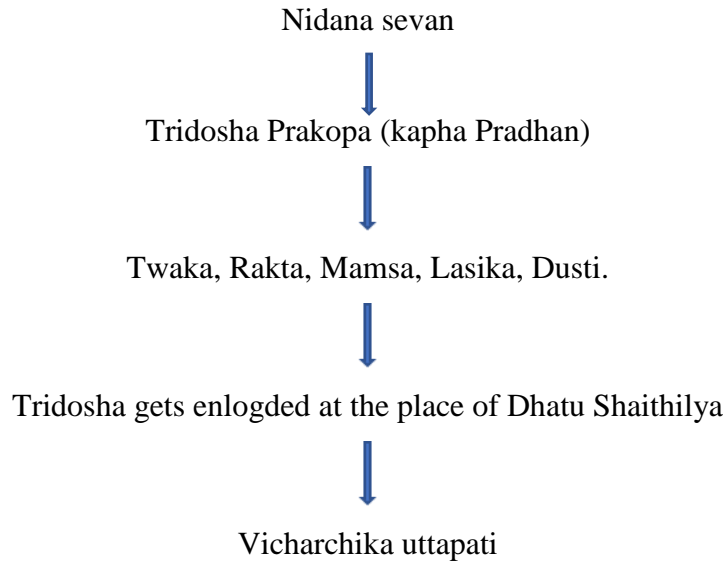 Nidana sevan
Tridosha Prakopa (kapha Pradhan)
Twaka, Rakta, Mamsa, Lasika, Dusti.
Tridosha gets enlogded at the place of Dhatu Shaithilya
Vicharchika uttapati